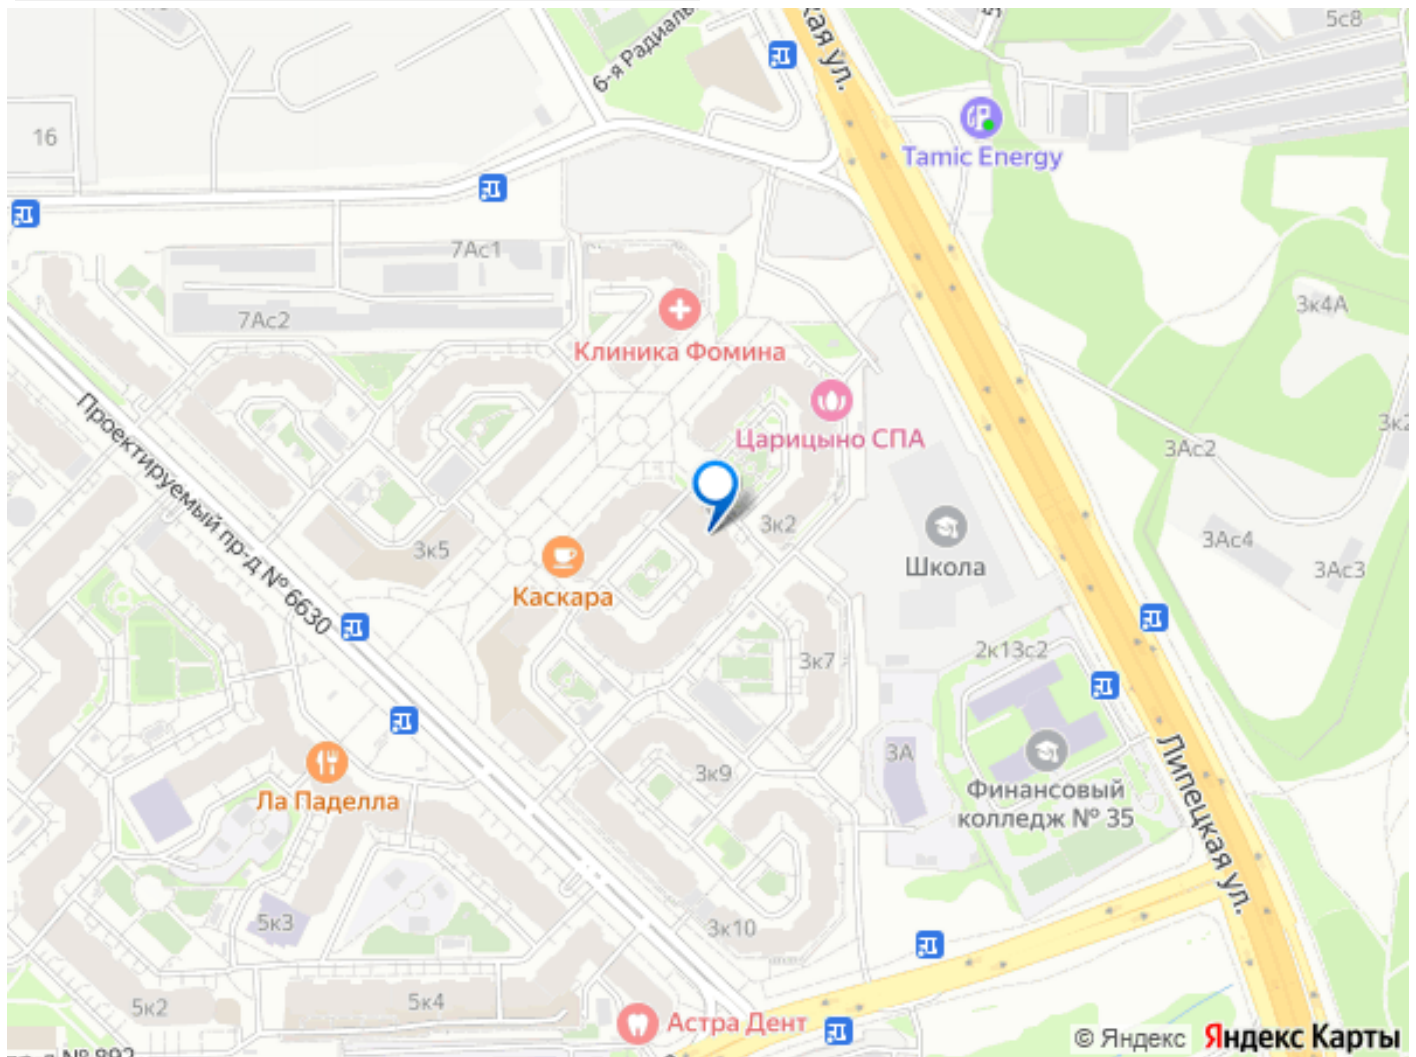 5с8
кая ул.
6-я Радиаль
16
Tamic Energy
7Ас1
3к4А
7Ас2
Клиника Фомина
Царицыно СПА
3Ас2
Проектируемый пр-д № 6630
3к2
3к5
3Ас4
Школа
3Ас3
Каскара
2к13с2
3к7
3А
3к9
Финансовый
колледж № 35
Липецкая ул.
Ла Паделла
5к3
3к10
5к2
5к4
Астра Дент
© Яндекс Яндекс Карты